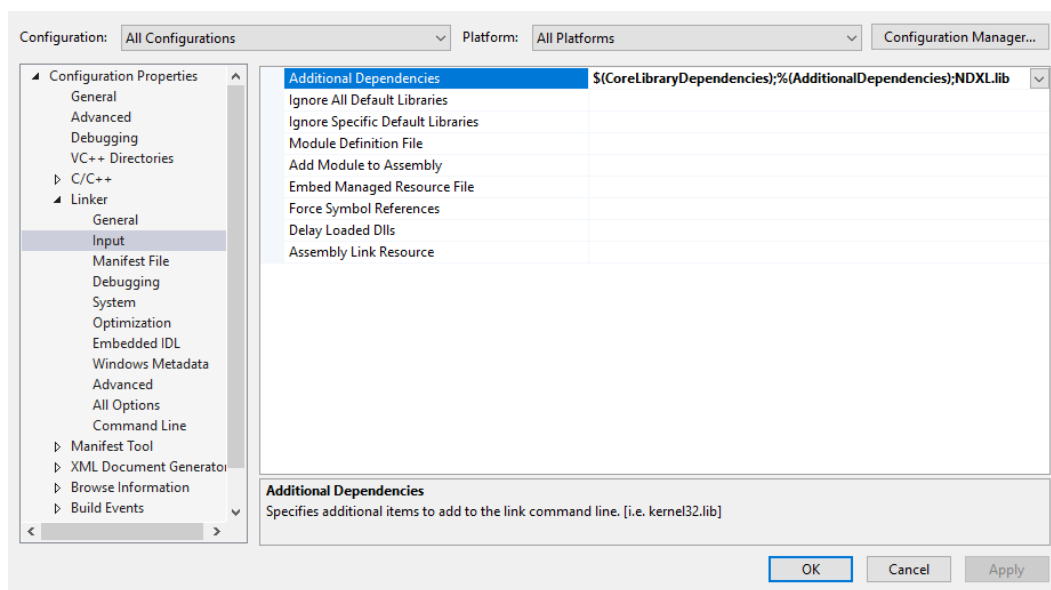 Configuration: All Configurations Platform: All Platforms Configuration Manager...
Configuration Properties
General
Advanced
Debugging
VC++ Directories
C/C++
Linker
General
Input
Manifest File
Debugging
System
Optimization
Embedded IDL
Windows Metadata
Advanced
All Options
Command Line
Manifest Tool
XML Document Generator
Browse Information
Build Events
Additional Dependencies $(CoreLibraryDependencies);%(AdditionalDependencies);NDXL.lib
Ignore All Default Libraries
Ignore Specific Default Libraries
Module Definition File
Add Module to Assembly
Embed Managed Resource File
Force Symbol References
Delay Loaded Dlls
Assembly Link Resource
Additional Dependencies
Specifies additional items to add to the link command line. [i.e. kernel32.lib]
OK Cancel Apply